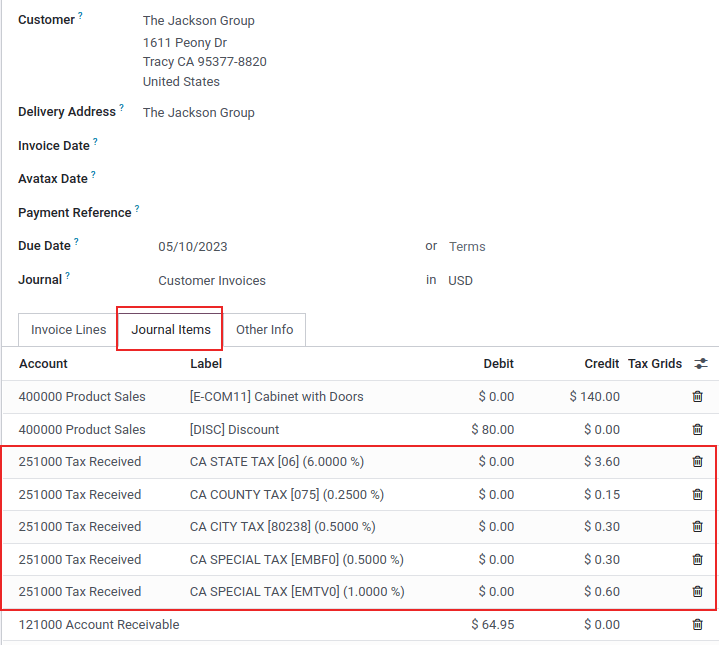 Customer ? The Jackson Group
1611 Peony Dr
Tracy CA 95377-8820
United States
Delivery Address ? The Jackson Group
Invoice Date ?
Avatax Date ?
Payment Reference ?
Due Date ? 05/10/2023 or Terms
Journal ? Customer Invoices in USD
Invoice Lines Journal Items Other Info
Account Label Debit Credit Tax Grids
400000 Product Sales [E-COM11] Cabinet with Doors $ 0.00 $ 140.00
400000 Product Sales [DISC] Discount $ 80.00 $ 0.00
251000 Tax Received CA STATE TAX [06] (6.0000 %) $ 0.00 $ 3.60
251000 Tax Received CA COUNTY TAX [075] (0.2500 %) $ 0.00 $ 0.15
251000 Tax Received CA CITY TAX [80238] (0.5000 %) $ 0.00 $ 0.30
251000 Tax Received CA SPECIAL TAX [EMBF0] (0.5000 %) $ 0.00 $ 0.30
251000 Tax Received CA SPECIAL TAX [EMTV0] (1.0000 %) $ 0.00 $ 0.60
121000 Account Receivable $ 64.95 $ 0.00